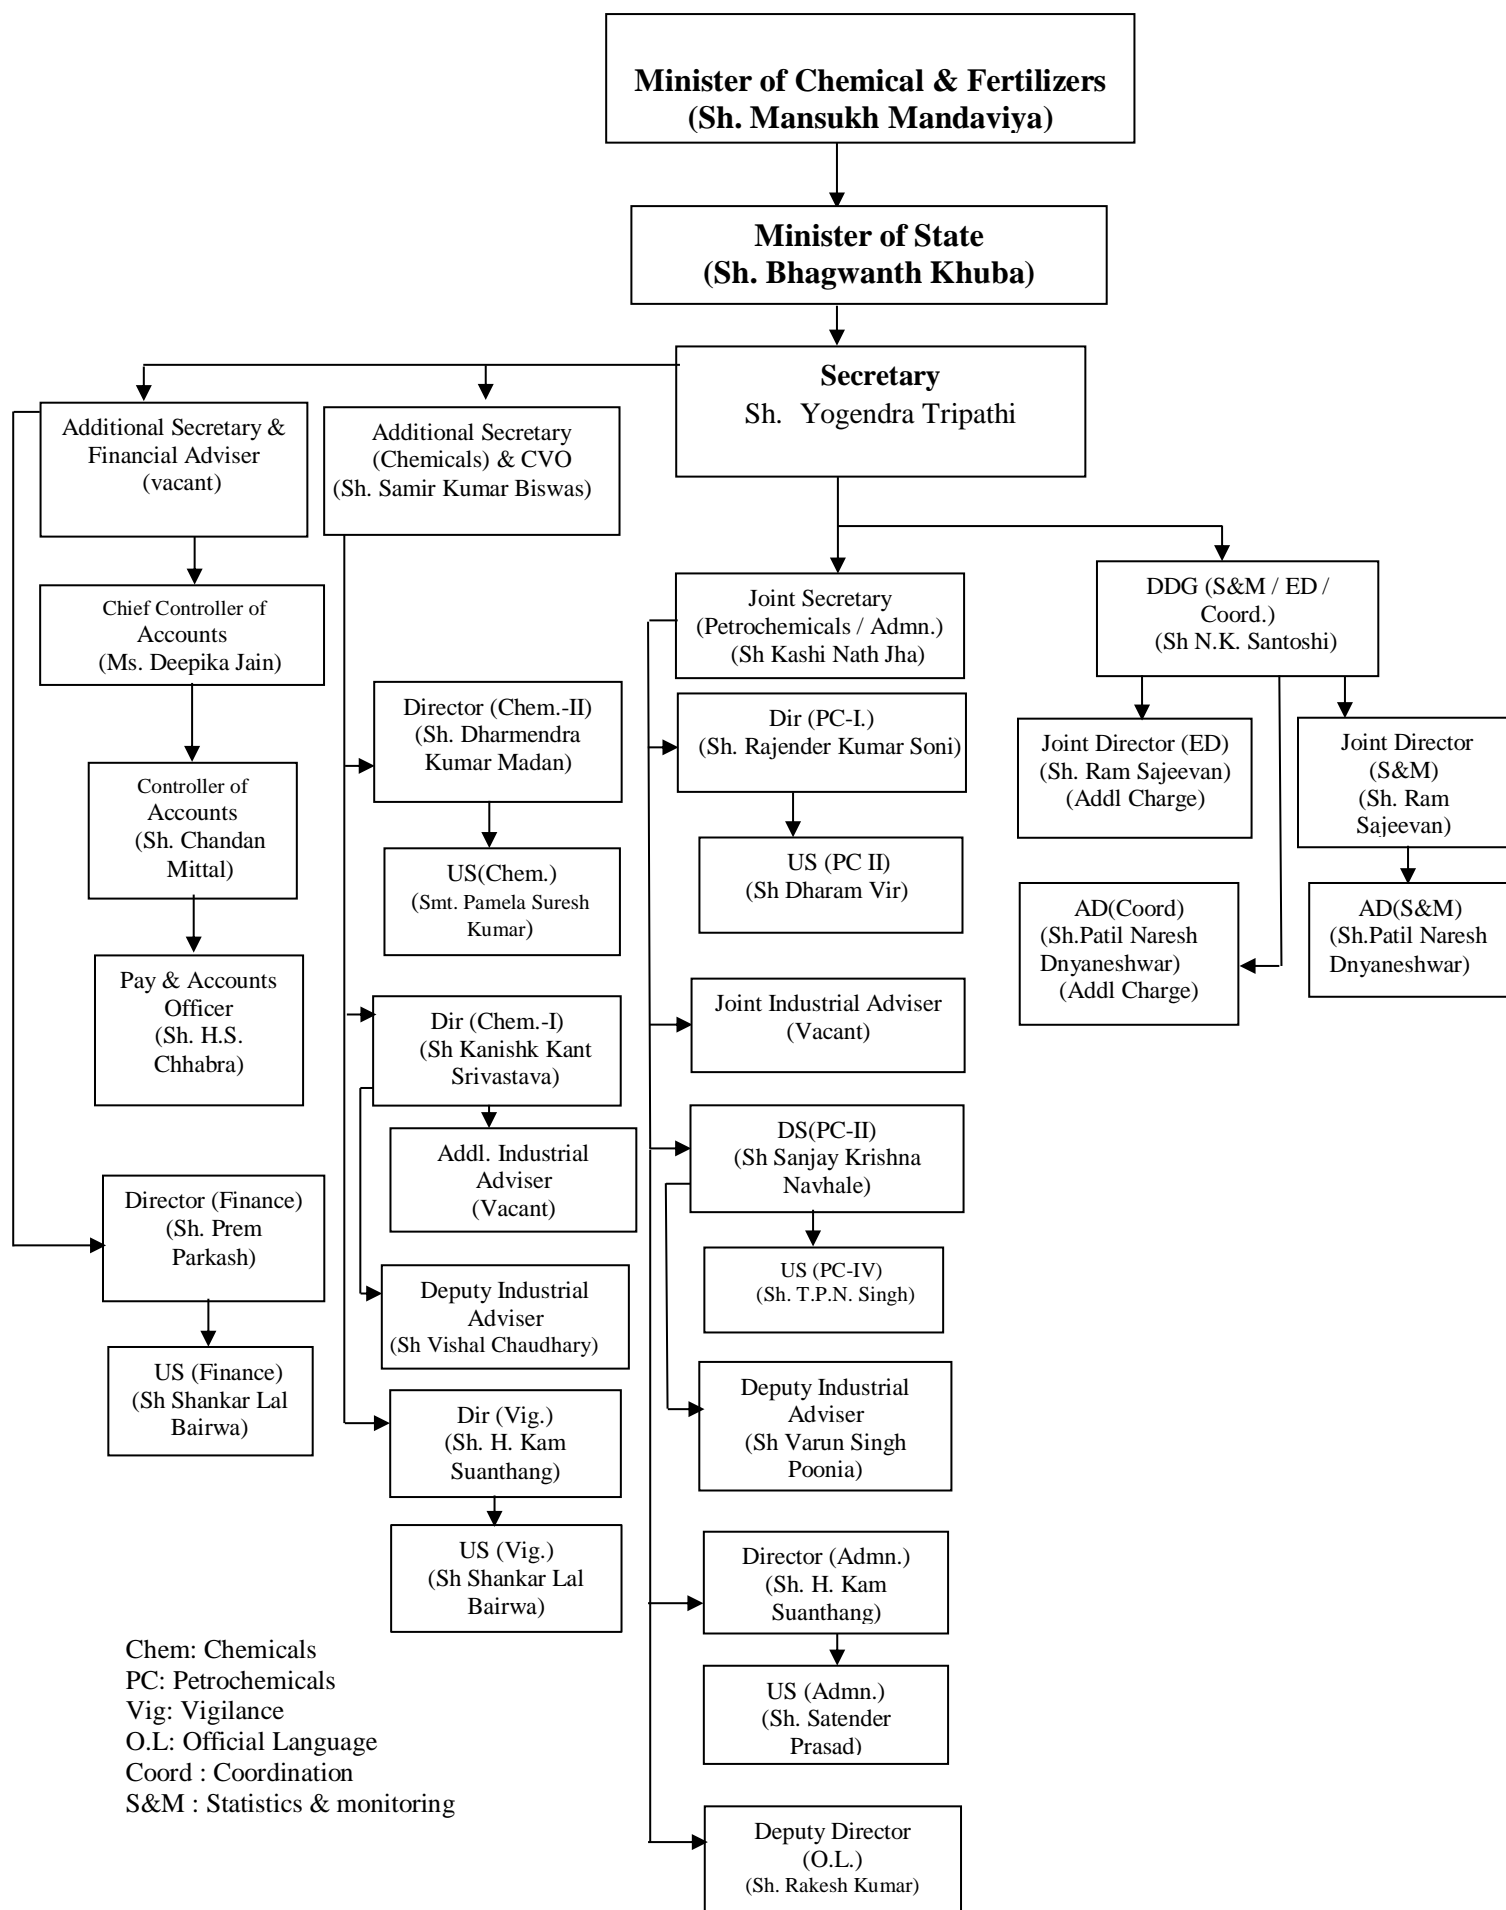 Minister of Chemical & Fertilizers
(Sh. Mansukh Mandaviya)
Minister of State
(Sh. Bhagwanth Khuba)
Secretary
Sh. Yogendra Tripathi
Additional Secretary &
Financial Adviser
(vacant)
Additional Secretary
(Chemicals) & CVO
(Sh. Samir Kumar Biswas)
Chief Controller of
Accounts
(Ms. Deepika Jain)
Controller of
Accounts
(Sh. Chandan
Mittal)
Pay & Accounts
Officer
(Sh. H.S.
Chhabra)
Director (Finance)
(Sh. Prem
Parkash)
US (Finance)
(Sh Shankar Lal
Bairwa)
Director (Chem.-II)
(Sh. Dharmendra
Kumar Madan)
US(Chem.)
(Smt. Pamela Suresh
Kumar)
Dir (Chem.-I)
(Sh Kanishk Kant
Srivastava)
Addl. Industrial
Adviser
(Vacant)
Deputy Industrial
Adviser
(Sh Vishal Chaudhary)
Dir (Vig.)
(Sh. H. Kam
Suanthang)
US (Vig.)
(Sh Shankar Lal
Bairwa)
Joint Secretary
(Petrochemicals / Admn.)
(Sh Kashi Nath Jha)
Dir (PC-I.)
(Sh. Rajender Kumar Soni)
US (PC II)
(Sh Dharam Vir)
Joint Industrial Adviser
(Vacant)
DS(PC-II)
(Sh Sanjay Krishna
Navhale)
US (PC-IV)
(Sh. T.P.N. Singh)
Deputy Industrial
Adviser
(Sh Varun Singh
Poonia)
Director (Admn.)
(Sh. H. Kam
Suanthang)
US (Admn.)
(Sh. Satender
Prasad)
Deputy Director
(O.L.)
(Sh. Rakesh Kumar)
DDG (S&M / ED /
Coord.)
(Sh N.K. Santoshi)
Joint Director (ED)
(Sh. Ram Sajeevan)
(Addl Charge)
Joint Director
(S&M)
(Sh. Ram
Sajeevan)
AD(Coord)
(Sh.Patil Naresh
Dnyaneshwar)
(Addl Charge)
AD(S&M)
(Sh.Patil Naresh
Dnyaneshwar)
Chem: Chemicals
PC: Petrochemicals
Vig: Vigilance
O.L: Official Language
Coord : Coordination
S&M : Statistics & monitoring